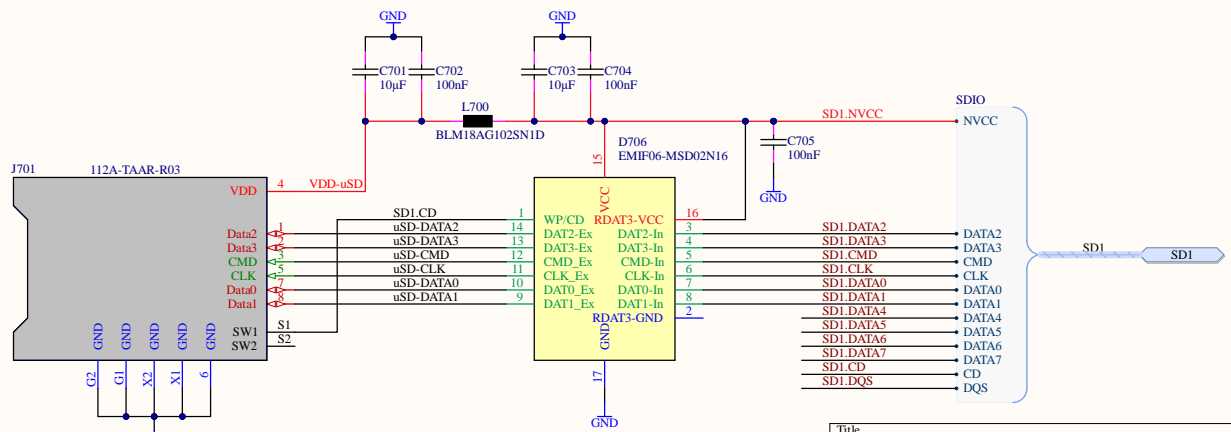 GND
GND
C701
10µF
C702
100nF
C703
10µF
C704
100nF
L700
BLM18AG102SN1D
SD1.NVCC
SDIO
NVCC
D706
EMIF06-MSD02N16
C705
100nF
GND
J701
112A-TAAR-R03
VDD
4
VDD-uSD
15
VCC
SD1.CD
1
WP/CD
RDAT3-VCC
16
Data2
1
uSD-DATA2
14
DAT2-Ex
DAT2-In
3
SD1.DATA2
DATA2
Data3
2
uSD-DATA3
13
DAT3-Ex
DAT3-In
4
SD1.DATA3
DATA3
CMD
3
uSD-CMD
12
CMD_Ex
CMD-In
5
SD1.CMD
CMD
CLK
5
uSD-CLK
11
CLK_Ex
CLK-In
6
SD1.CLK
CLK
Data0
7
uSD-DATA0
10
DAT0_Ex
DAT0-In
7
SD1.DATA0
DATA0
Data1
8
uSD-DATA1
9
DAT1_Ex
DAT1-In
8
SD1.DATA1
DATA1
RDAT3-GND
2
SD1.DATA4
DATA4
SD1.DATA5
DATA5
SD1.DATA6
DATA6
SD1.DATA7
DATA7
SD1.CD
CD
SD1.DQS
DQS
SD1
SD1
SW1
S1
SW2
S2
GND
GND
GND
GND
GND
G2
G1
X2
X1
6
GND
17
GND
Title